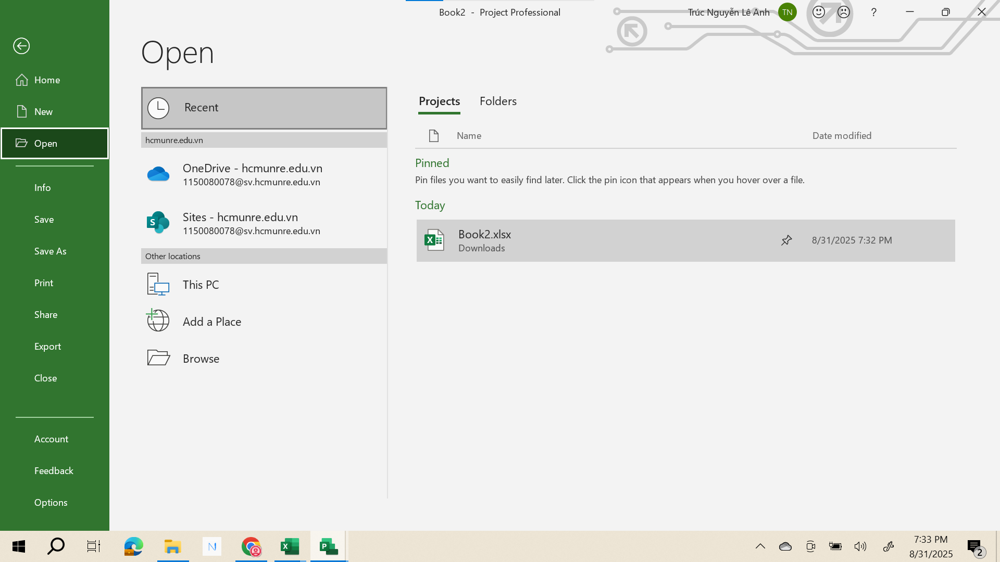 Book2 - Project Professional
Trúc Nguyễn Lê Anh
TN
?
Home
New
Open
Info
Save
Save As
Print
Share
Export
Close
Account
Feedback
Options
Open
Recent
hcmunre.edu.vn
OneDrive - hcmunre.edu.vn
1150080078@sv.hcmunre.edu.vn
S
Sites - hcmunre.edu.vn
1150080078@sv.hcmunre.edu.vn
Other locations
This PC
Add a Place
Browse
Projects Folders
Name Date modified
Pinned
Pin files you want to easily find later. Click the pin icon that appears when you hover over a file.
Today
X
Book2.xlsx
Downloads
8/31/2025 7:32 PM
N
X
P
7:33 PM
8/31/2025
2